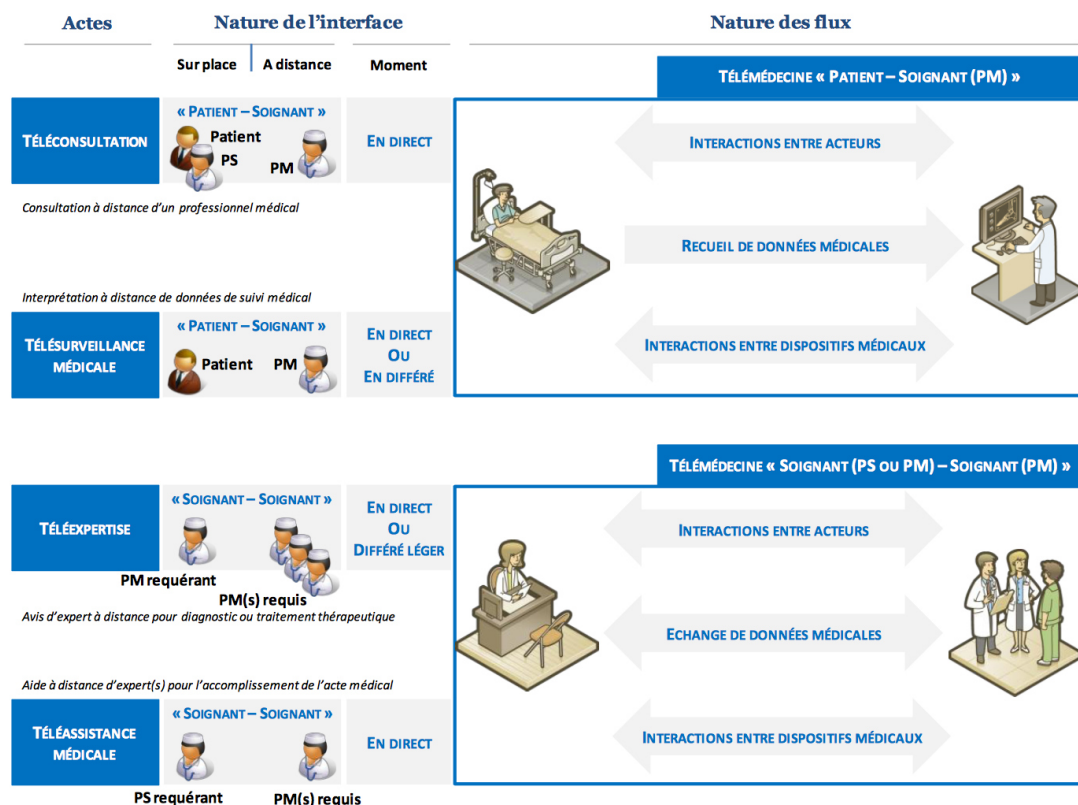 Actes
Nature de l’interface
Nature des flux
Sur place
A distance
Moment
TÉLÉMÉDECINE « PATIENT – SOIGNANT (PM) »
TÉLÉCONSULTATION
« PATIENT – SOIGNANT »
Patient
PS
PM
EN DIRECT
Consultation à distance d’un professionnel médical
INTERACTIONS ENTRE ACTEURS
RECUEIL DE DONNÉES MÉDICALES
INTERACTIONS ENTRE DISPOSITIFS MÉDICAUX
Interprétation à distance de données de suivi médical
TÉLÉSURVEILLANCE
MÉDICALE
« PATIENT – SOIGNANT »
Patient
PM
EN DIRECT
OU
EN DIFFÉRÉ
TÉLÉMÉDECINE « SOIGNANT (PS OU PM) – SOIGNANT (PM) »
TÉLÉEXPERTISE
« SOIGNANT – SOIGNANT »
PM requérant
PM(s) requis
EN DIRECT
OU
DIFFÉRÉ LÉGER
Avis d’expert à distance pour diagnostic ou traitement thérapeutique
INTERACTIONS ENTRE ACTEURS
ECHANGE DE DONNÉES MÉDICALES
INTERACTIONS ENTRE DISPOSITIFS MÉDICAUX
Aide à distance d’expert(s) pour l’accomplissement de l’acte médical
TÉLÉASSISTANCE
MÉDICALE
« SOIGNANT – SOIGNANT »
PS requérant
PM(s) requis
EN DIRECT